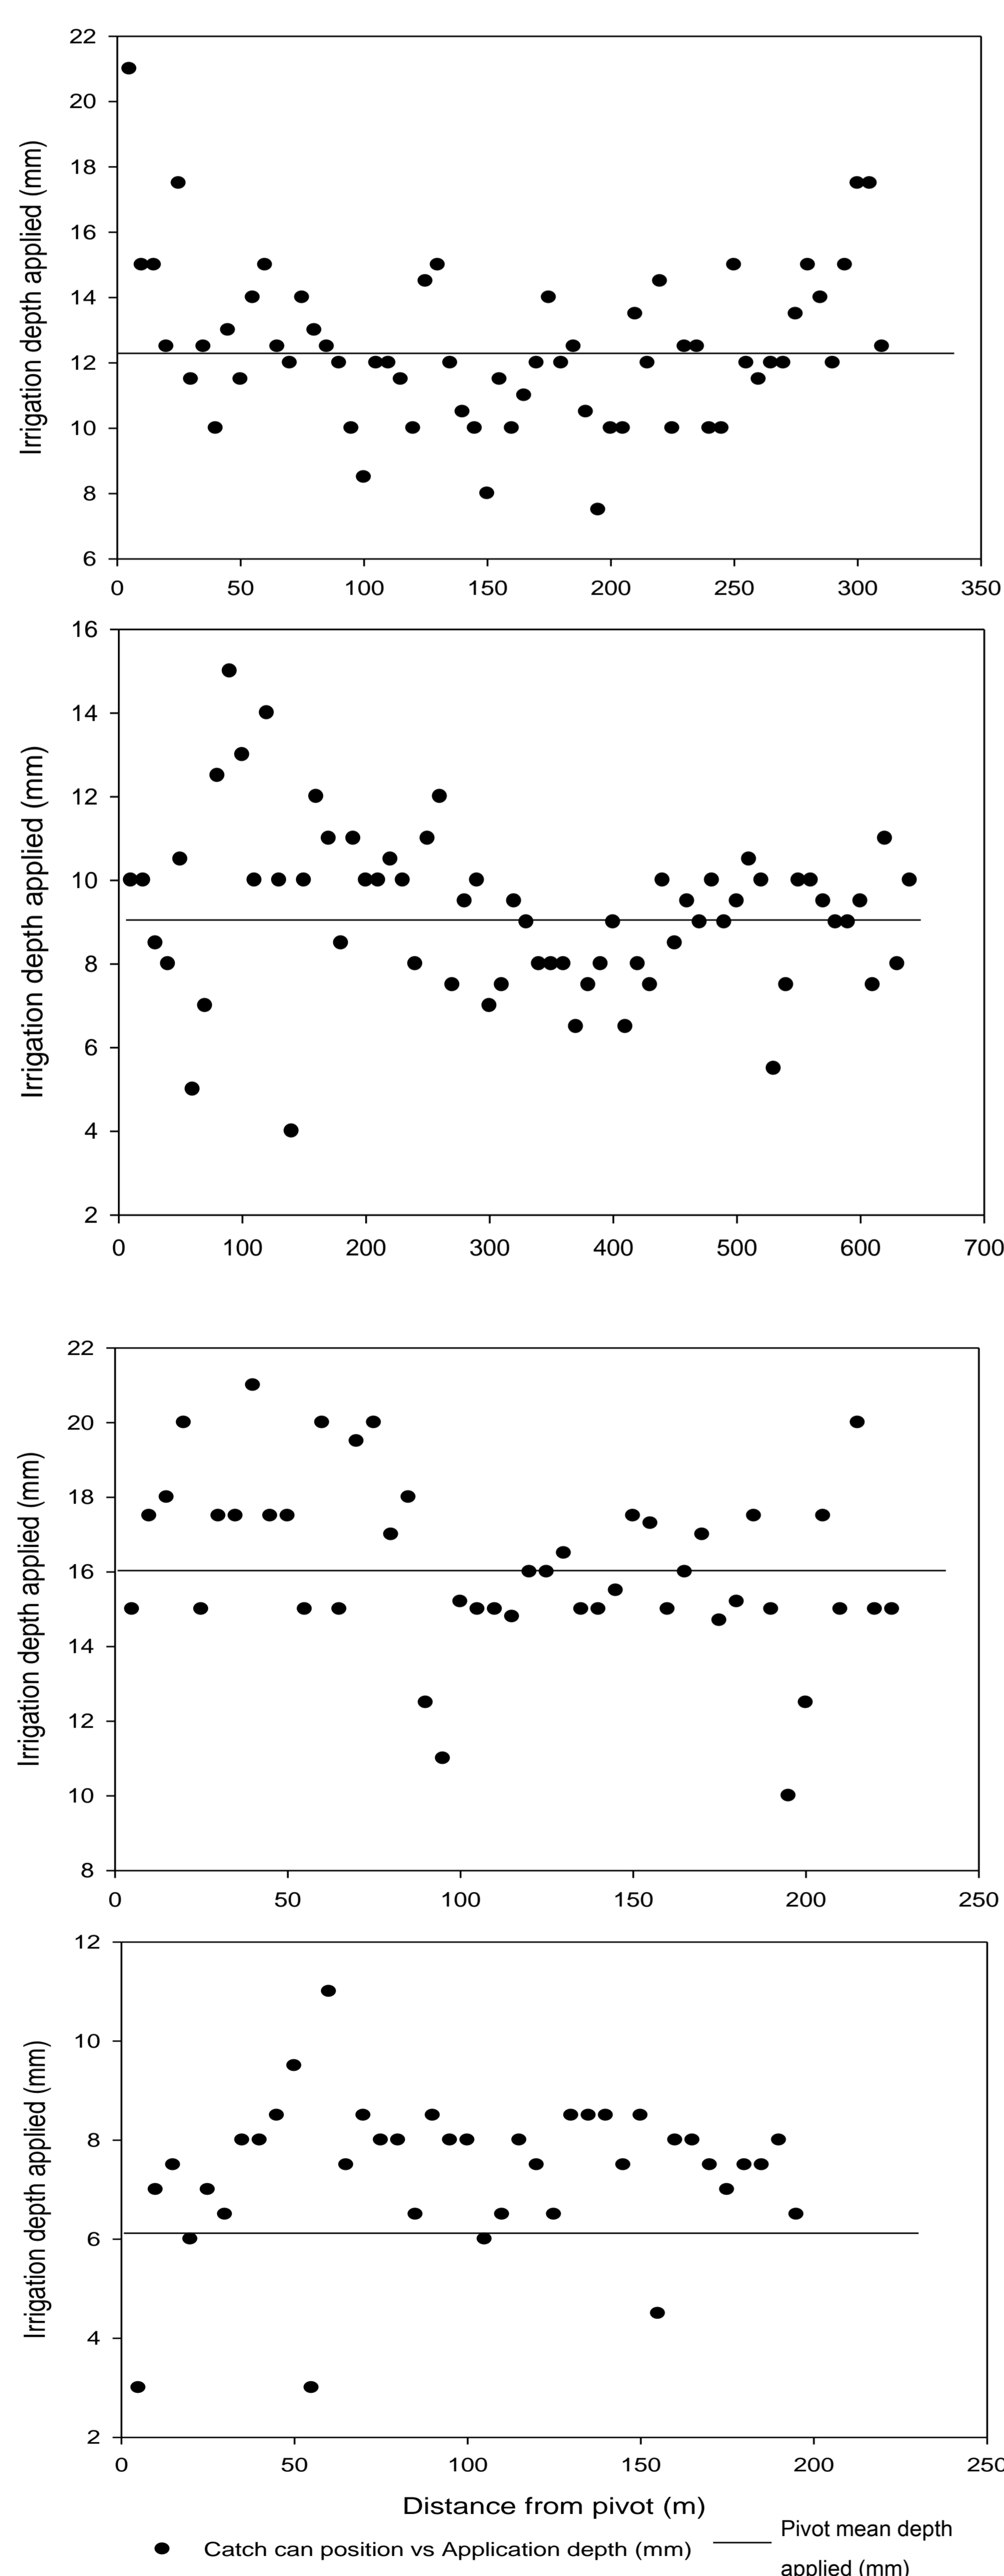 22
20
18
16
14
12
10
8
6
Irrigation depth applied (mm)
0 50 100 150 200 250 300 350
16
14
12
10
8
6
4
2
Irrigation depth applied (mm)
0 100 200 300 400 500 600 700
22
20
18
16
14
12
10
8
Irrigation depth applied (mm)
0 50 100 150 200 250
12
10
8
6
4
2
Irrigation depth applied (mm)
0 50 100 150 200 250
Distance from pivot (m)
Catch can position vs Application depth (mm)
Pivot mean depth
applied (mm)